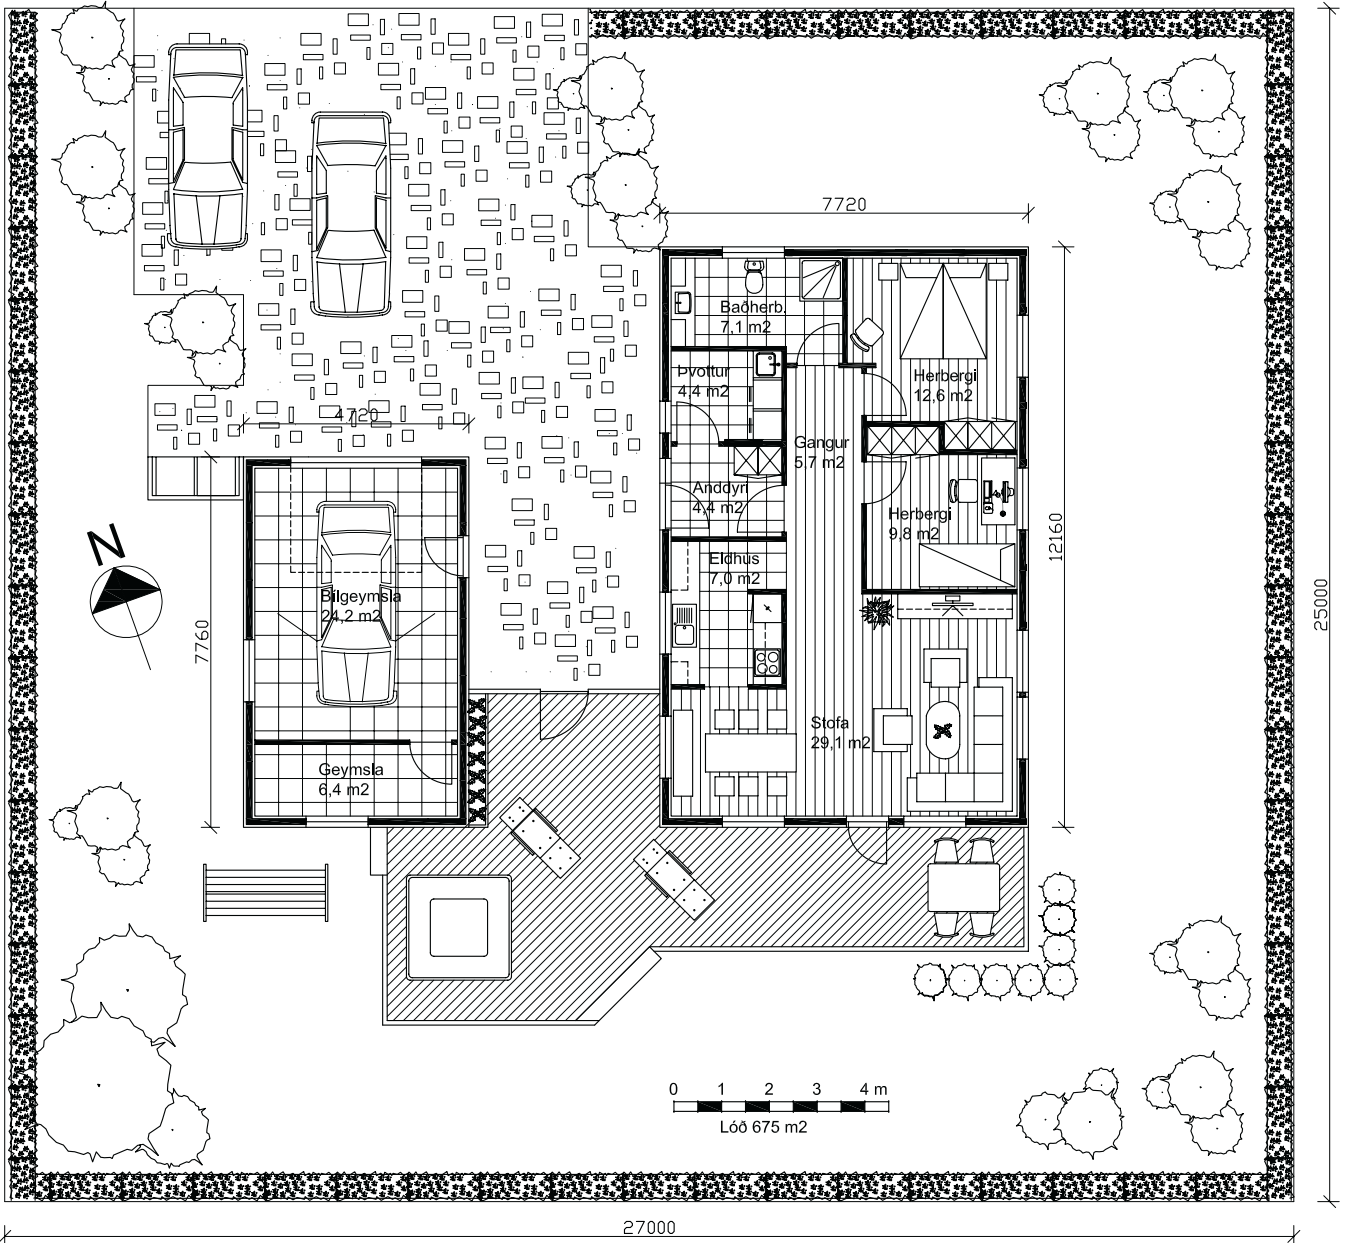 7720
Baðherb.
7,1 m2
Þvottur
4,4 m2
Herbergi
12,6 m2
4720
Gangur
5,7 m2
Anddyri
4,4 m2
Herbergi
9,8 m2
12160
N
Eldhús
7,0 m2
Bílgeymsla
24,2 m2
25000
7760
Stofa
29,1 m2
Geymsla
6,4 m2
0 1 2 3 4 m
Lóð 675 m2
27000